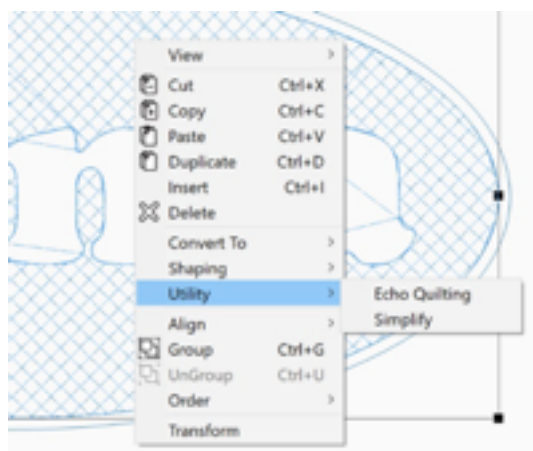 View
Cut Ctrl+X
Copy Ctrl+C
Paste Ctrl+V
Duplicate Ctrl+D
Insert Ctrl+I
Delete
Convert To
Shaping
Utility
Echo Quilting
Simplify
Align
Group Ctrl+G
UnGroup Ctrl+U
Order
Transform